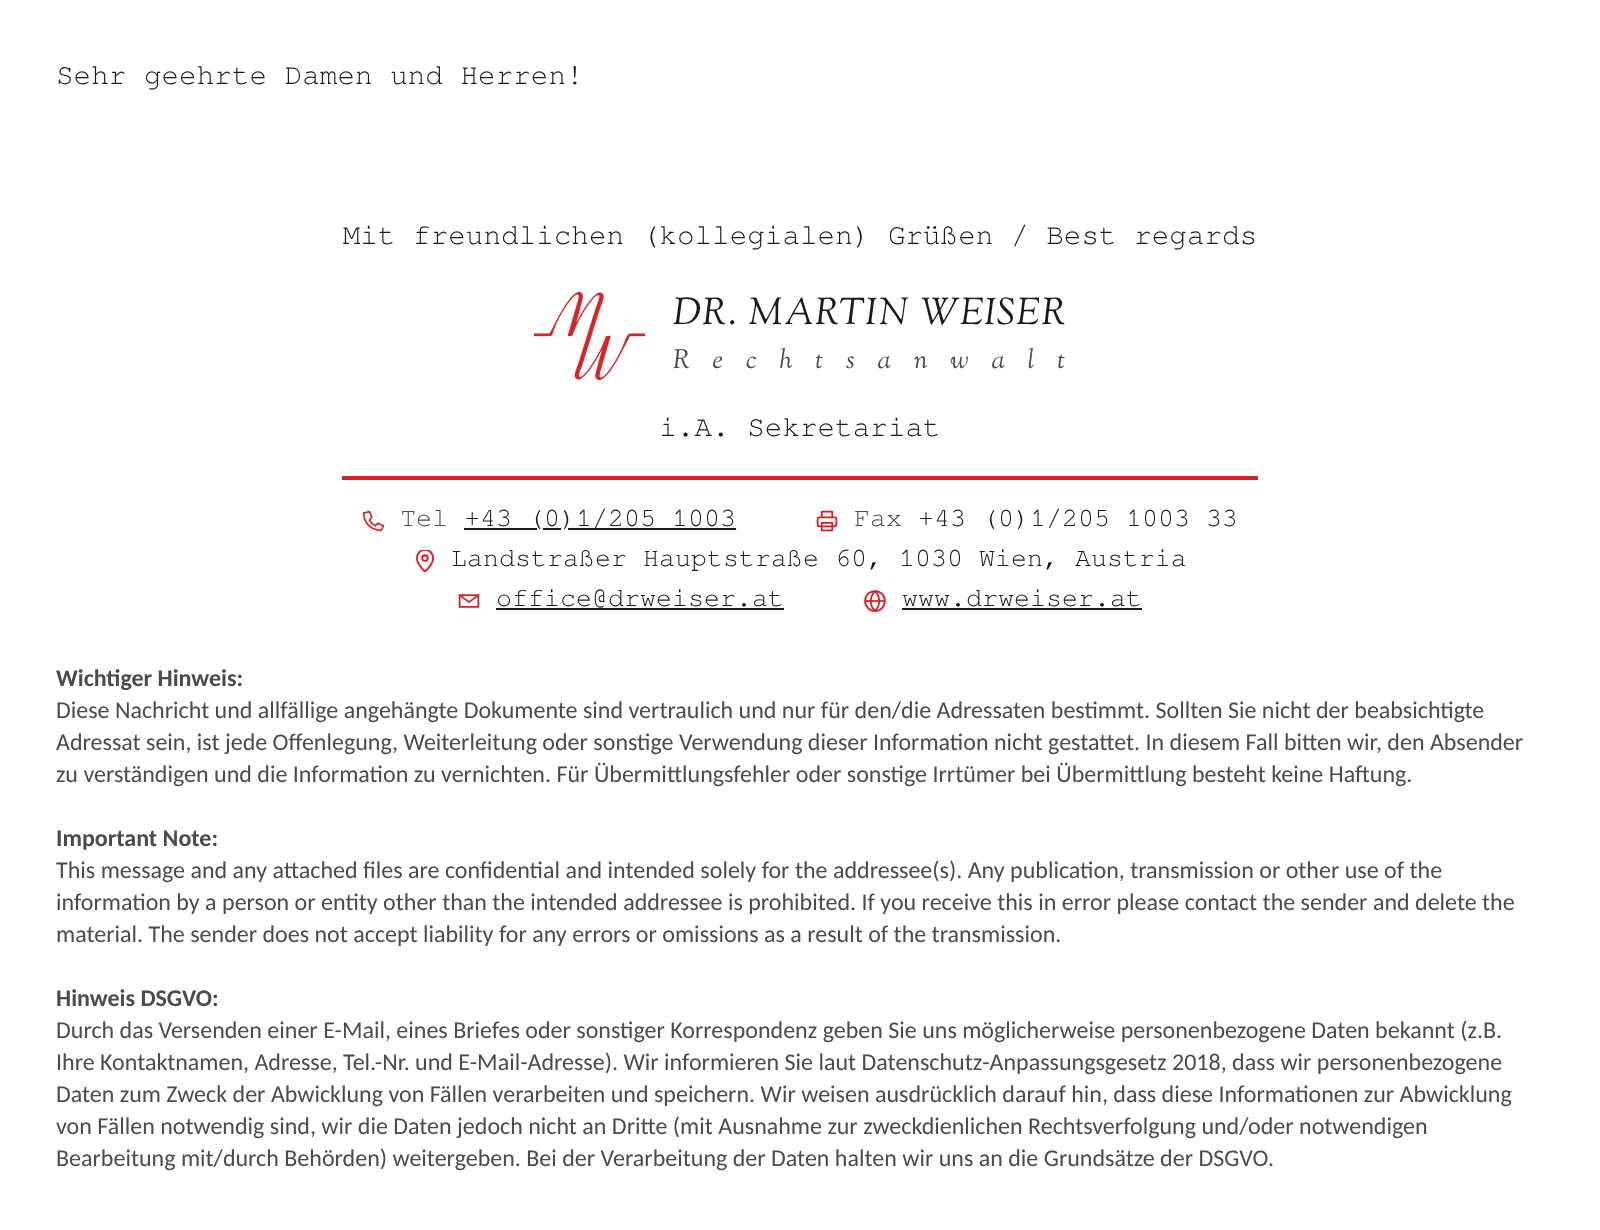 Sehr geehrte Damen und Herren!
Mit freundlichen (kollegialen) Grüßen / Best regards
MW
DR. MARTIN WEISER
Rechtsanwalt
i.A. Sekretariat
Tel +43 (0)1/205 1003 Fax +43 (0)1/205 1003 33
Landstraßer Hauptstraße 60, 1030 Wien, Austria
office@drweiser.at www.drweiser.at
Wichtiger Hinweis:
Diese Nachricht und allfällige angehängte Dokumente sind vertraulich und nur für den/die Adressaten bestimmt. Sollten Sie nicht der beabsichtigte
Adressat sein, ist jede Offenlegung, Weiterleitung oder sonstige Verwendung dieser Information nicht gestattet. In diesem Fall bitten wir, den Absender
zu verständigen und die Information zu vernichten. Für Übermittlungsfehler oder sonstige Irrtümer bei Übermittlung besteht keine Haftung.
Important Note:
This message and any attached files are confidential and intended solely for the addressee(s). Any publication, transmission or other use of the
information by a person or entity other than the intended addressee is prohibited. If you receive this in error please contact the sender and delete the
material. The sender does not accept liability for any errors or omissions as a result of the transmission.
Hinweis DSGVO:
Durch das Versenden einer E-Mail, eines Briefes oder sonstiger Korrespondenz geben Sie uns möglicherweise personenbezogene Daten bekannt (z.B.
Ihre Kontaktnamen, Adresse, Tel.-Nr. und E-Mail-Adresse). Wir informieren Sie laut Datenschutz-Anpassungsgesetz 2018, dass wir personenbezogene
Daten zum Zweck der Abwicklung von Fällen verarbeiten und speichern. Wir weisen ausdrücklich darauf hin, dass diese Informationen zur Abwicklung
von Fällen notwendig sind, wir die Daten jedoch nicht an Dritte (mit Ausnahme zur zweckdienlichen Rechtsverfolgung und/oder notwendigen
Bearbeitung mit/durch Behörden) weitergeben. Bei der Verarbeitung der Daten halten wir uns an die Grundsätze der DSGVO.